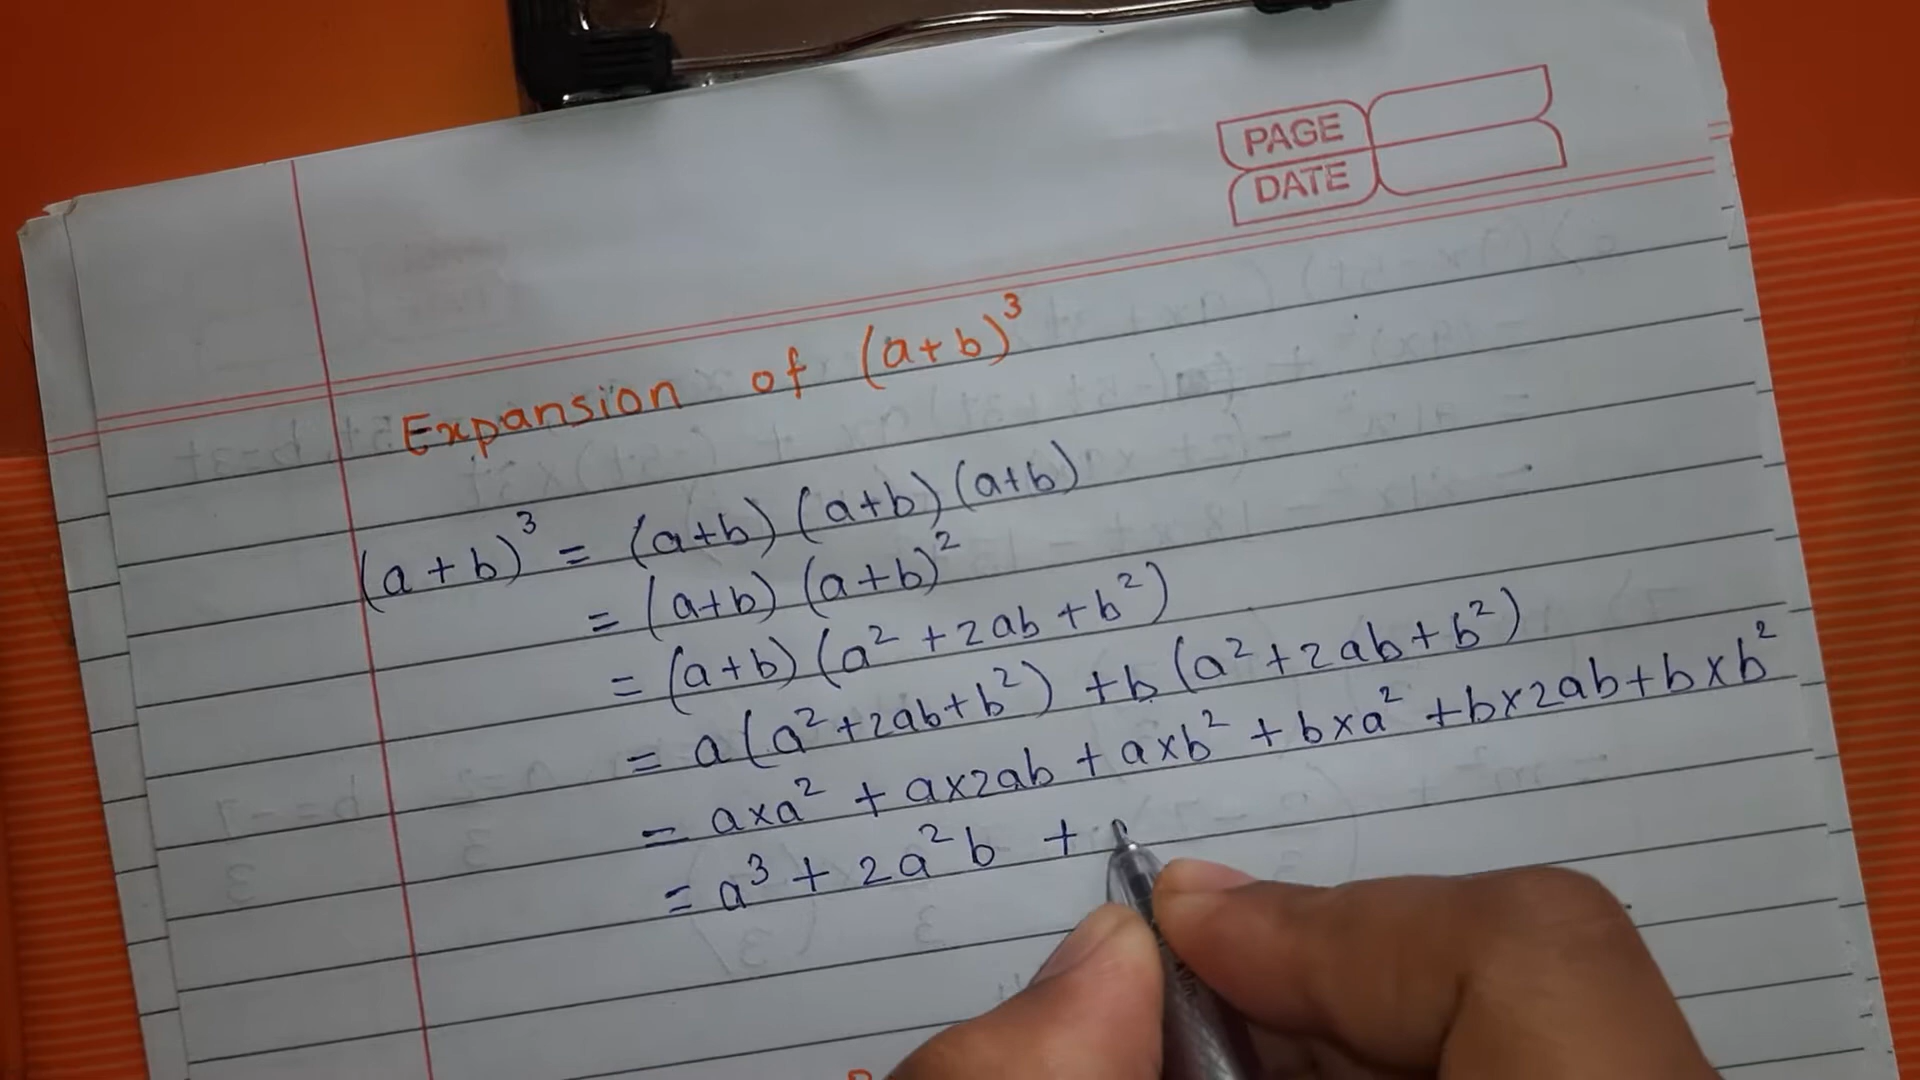 PAGE
DATE
Expansion of (a+b)³
(a+b)³ = (a+b) (a+b) (a+b)
= (a+b) (a+b)²
= (a+b) (a² + 2ab + b²)
= a (a² + 2ab + b²) + b (a² + 2ab + b²)
= a×a² + a×2ab + a×b² + b×a² + b×2ab + b×b²
= a³ + 2a²b +